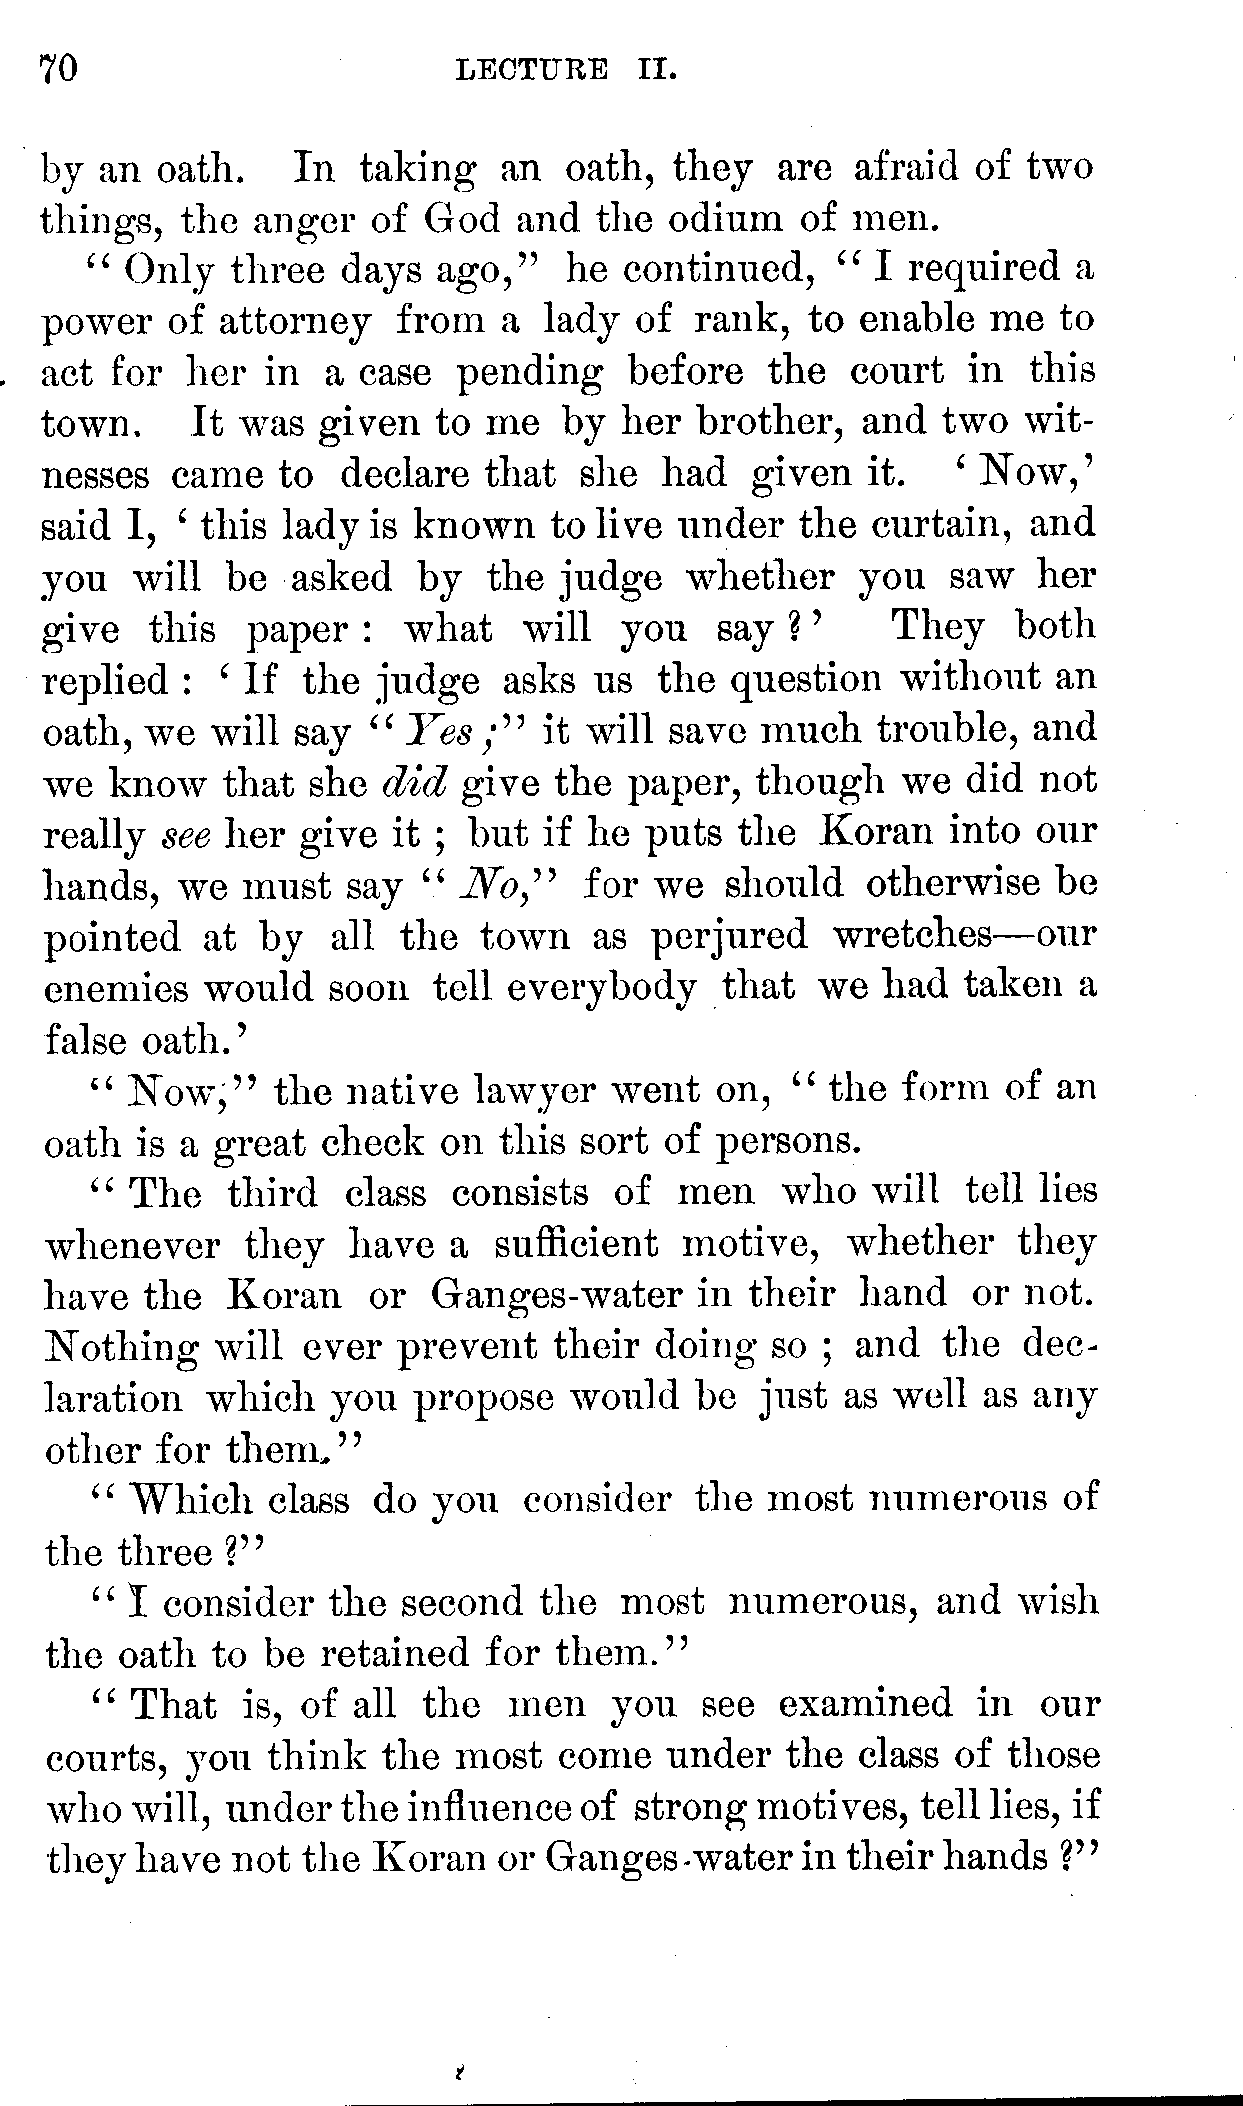 70 LECTURE II.
by an oath. In taking an oath, they are afraid of two
things, the anger of God and the odium of men.
“ Only three days ago,” he continued, “ I required a
power of attorney from a lady of rank, to enable me to
act for her in a case pending before the court in this
town. It was given to me by her brother, and two wit-
nesses came to declare that she had given it. ‘ Now,’
said I, ‘ this lady is known to live under the curtain, and
you will be asked by the judge whether you saw her
give this paper : what will you say ? ’ They both
replied : ‘ If the judge asks us the question without an
oath, we will say “ Yes ;” it will save much trouble, and
we know that she did give the paper, though we did not
really see her give it ; but if he puts the Koran into our
hands, we must say “ No,” for we should otherwise be
pointed at by all the town as perjured wretches—our
enemies would soon tell everybody that we had taken a
false oath.’
“ Now,” the native lawyer went on, “ the form of an
oath is a great check on this sort of persons.
“ The third class consists of men who will tell lies
whenever they have a sufficient motive, whether they
have the Koran or Ganges-water in their hand or not.
Nothing will ever prevent their doing so ; and the dec-
laration which you propose would be just as well as any
other for them.”
“ Which class do you consider the most numerous of
the three ?”
“ I consider the second the most numerous, and wish
the oath to be retained for them.”
“ That is, of all the men you see examined in our
courts, you think the most come under the class of those
who will, under the influence of strong motives, tell lies, if
they have not the Koran or Ganges-water in their hands ?”